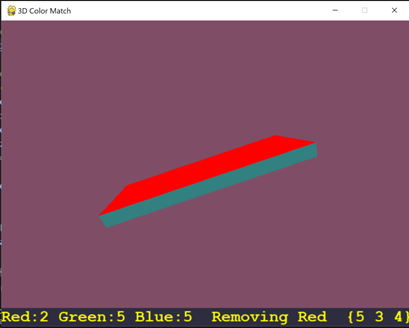 3D Color Match
Red:2 Green:5 Blue:5 Removing Red {5 3 4}